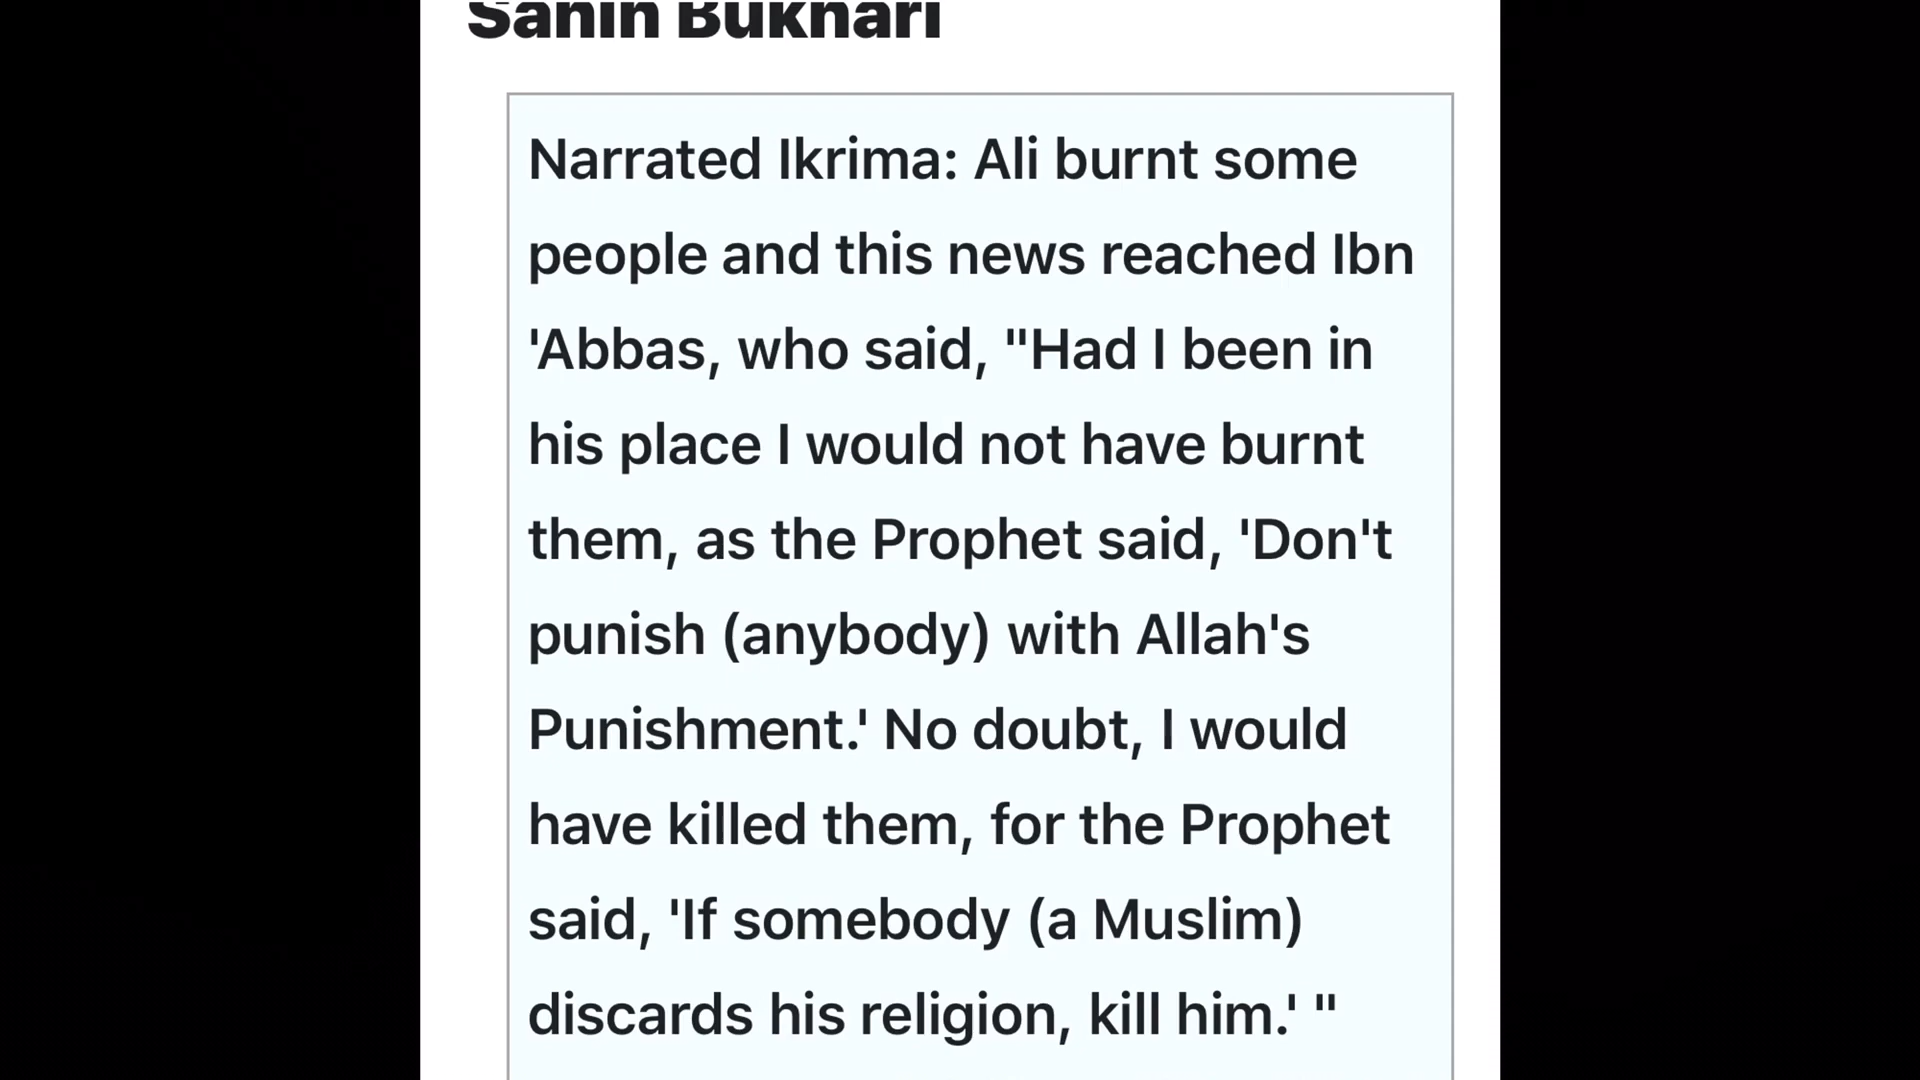 Sahih Bukhari
Narrated Ikrima: Ali burnt some
people and this news reached Ibn
'Abbas, who said, "Had I been in
his place I would not have burnt
them, as the Prophet said, 'Don't
punish (anybody) with Allah's
Punishment.' No doubt, I would
have killed them, for the Prophet
said, 'If somebody (a Muslim)
discards his religion, kill him.' "